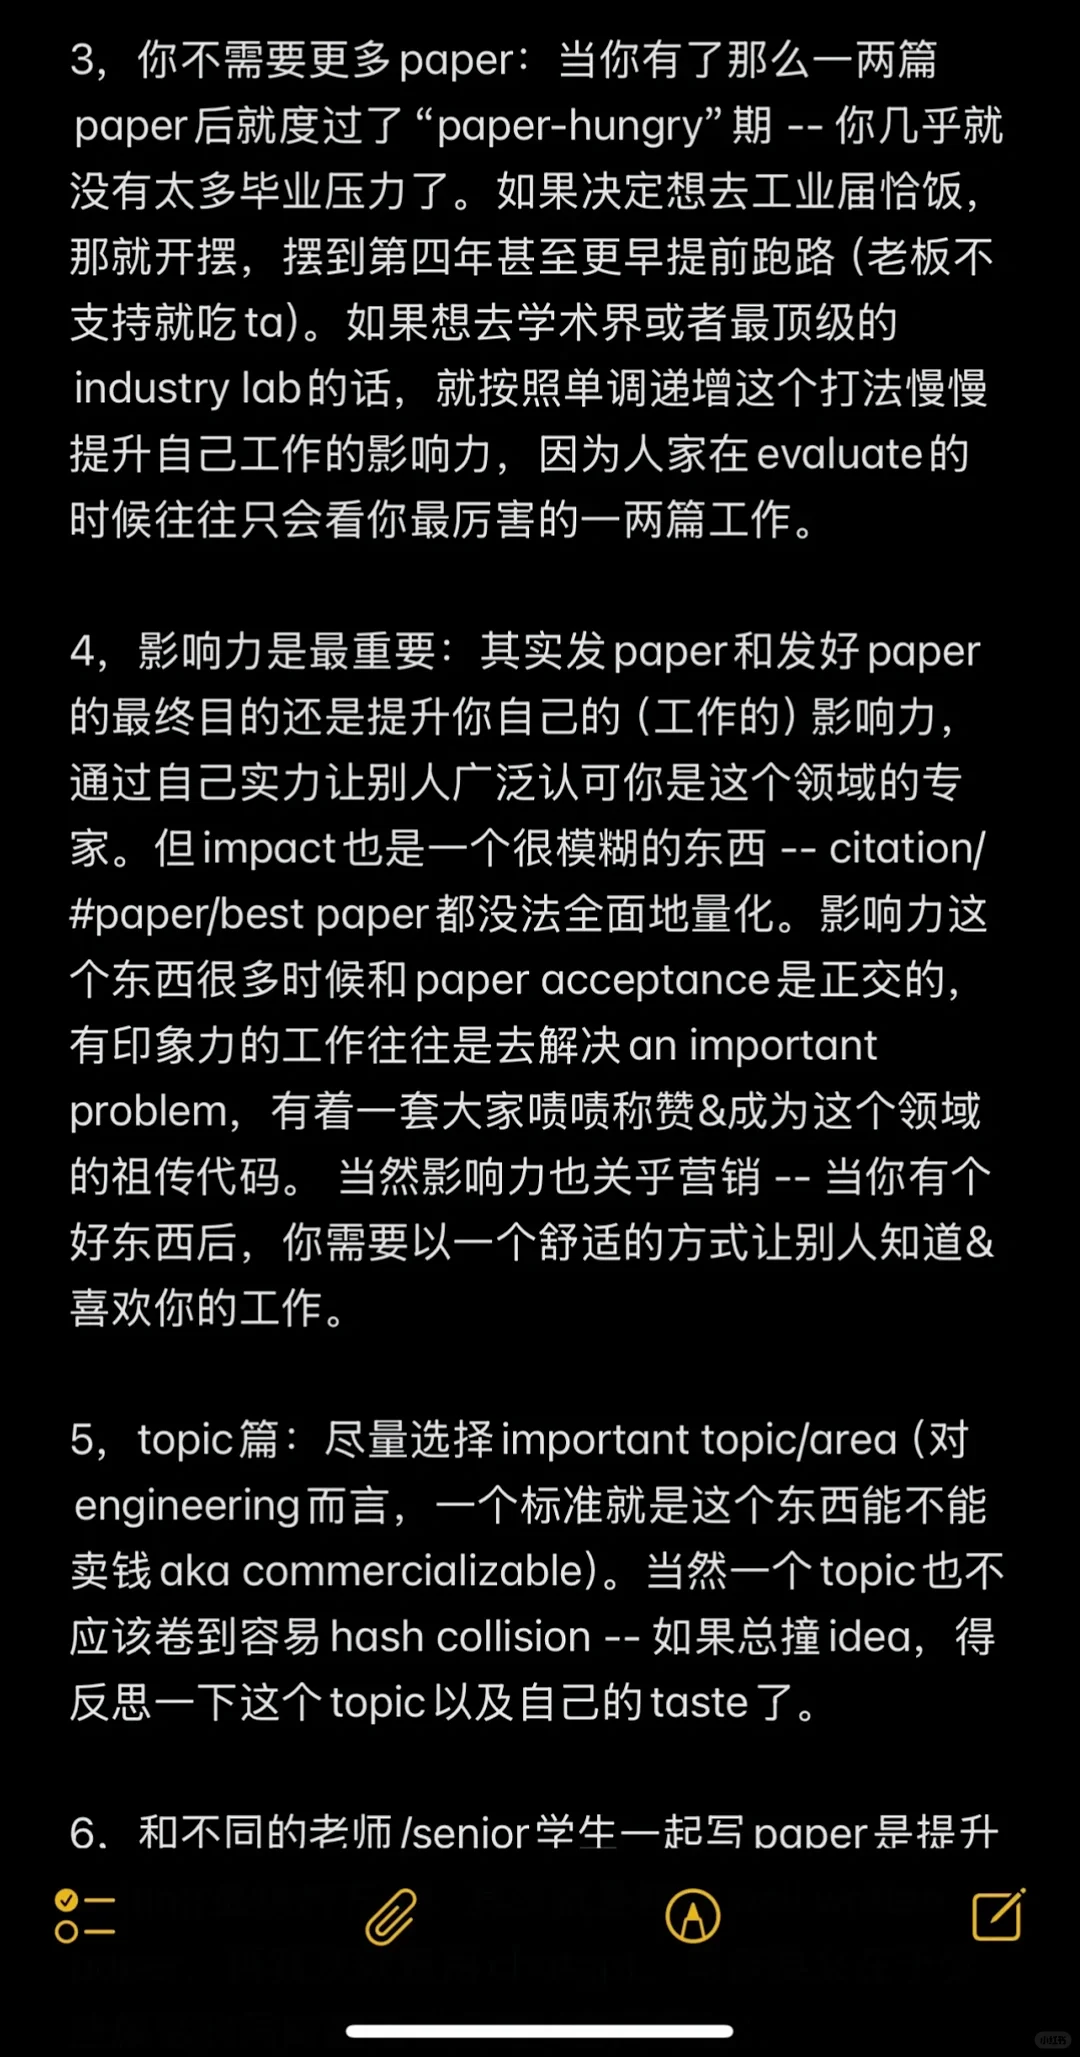 3，你不需要更多paper：当你有了那么一两篇
paper后就度过了“paper-hungry”期 -- 你几乎就
没有太多毕业压力了。如果决定想去工业届恰饭，
那就开摆，摆到第四年甚至更早提前跑路（老板不
支持就吃ta）。如果想去学术界或者最顶级的
industry lab的话，就按照单调递增这个打法慢慢
提升自己工作的影响力，因为人家在evaluate的
时候往往只会看你最厉害的一两篇工作。
4，影响力是最重要：其实发paper和发好paper
的最终目的还是提升你自己的（工作的）影响力，
通过自己实力让别人广泛认可你是这个领域的专
家。但impact也是一个很模糊的东西 -- citation/
#paper/best paper都没法全面地量化。影响力这
个东西很多时候和paper acceptance是正交的，
有印象力的工作往往是去解决an important
problem，有着一套大家啧啧称赞&成为这个领域
的祖传代码。 当然影响力也关乎营销 -- 当你有个
好东西后，你需要以一个舒适的方式让别人知道&
喜欢你的工作。
5，topic篇：尽量选择important topic/area（对
engineering而言，一个标准就是这个东西能不能
卖钱aka commercializable）。当然一个topic也不
应该卷到容易hash collision -- 如果总撞idea，得
反思一下这个topic以及自己的taste了。
6，和不同的老师/senior学生一起写paper是提升
小红书